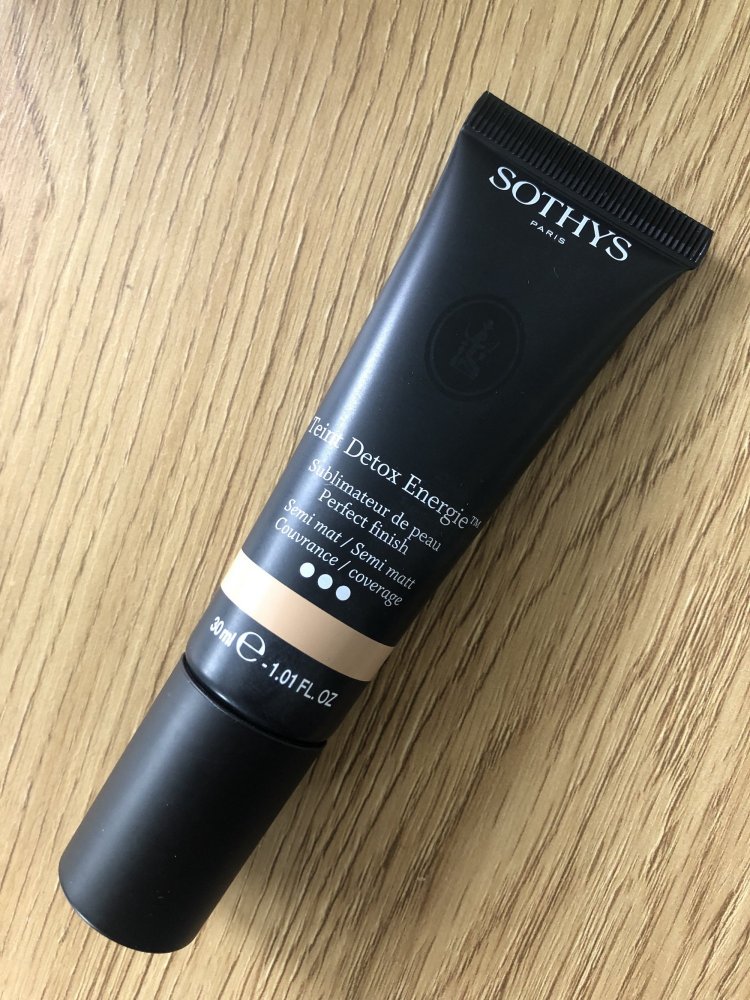 SOTHYS
PARIS
Teint Detox Energie™
Sublimateur de peau
Perfect finish
Semi mat / Semi matt
Couvrance / coverage
30 ml ℮ - 1.01 FL. OZ